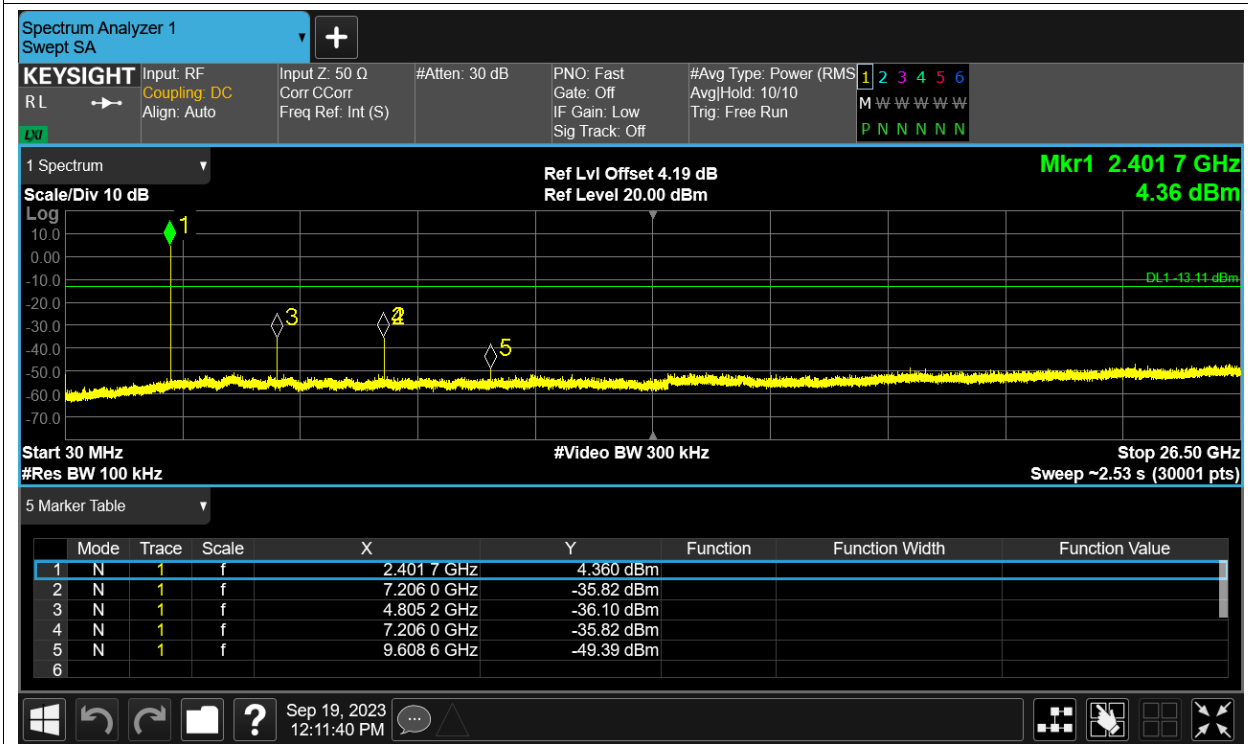 Spectrum Analyzer 1
Swept SA
+
KEYSIGHT Input: RF Input Z: 50 Ω #Atten: 30 dB PNO: Fast #Avg Type: Power (RMS 1 2 3 4 5 6
RL Coupling: DC Corr CCorr Gate: Off Avg|Hold: 10/10 M W W W W W
Align: Auto Freq Ref: Int (S) IF Gain: Low Trig: Free Run
LXI Sig Track: Off P N N N N N
1 Spectrum Ref Lvl Offset 4.19 dB Mkr1 2.401 7 GHz
Scale/Div 10 dB Ref Level 20.00 dBm 4.36 dBm
Log
1
10.0
0.00
-10.0 DL1 -13.11 dBm
-20.0
3 2
-30.0
-40.0 5
-50.0
-60.0
-70.0
Start 30 MHz #Video BW 300 kHz Stop 26.50 GHz
#Res BW 100 kHz Sweep ~2.53 s (30001 pts)
5 Marker Table
Mode Trace Scale X Y Function Function Width Function Value
1 N 1 f 2.401 7 GHz 4.360 dBm
2 N 1 f 7.206 0 GHz -35.82 dBm
3 N 1 f 4.805 2 GHz -36.10 dBm
4 N 1 f 7.206 0 GHz -35.82 dBm
5 N 1 f 9.608 6 GHz -49.39 dBm
6
? Sep 19, 2023
12:11:40 PM